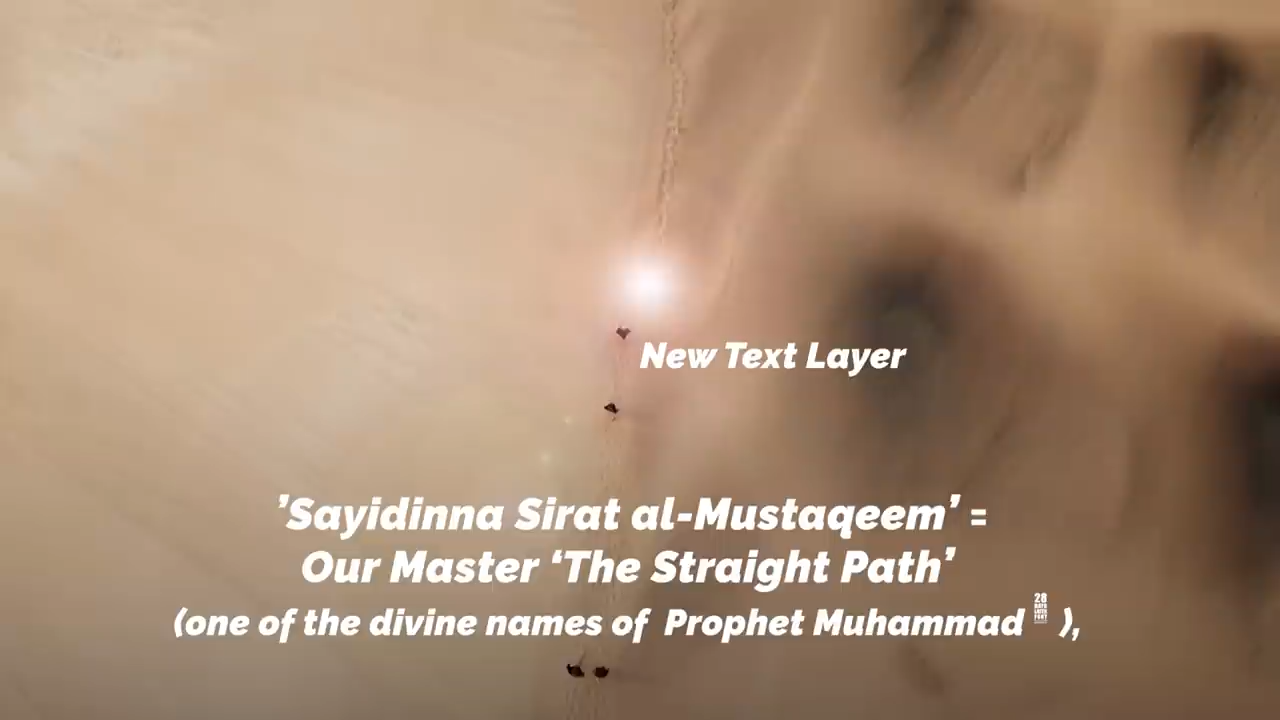 New Text Layer
’Sayidinna Sirat al-Mustaqeem’ =
Our Master ‘The Straight Path’
(one of the divine names of Prophet Muhammad 28 ),